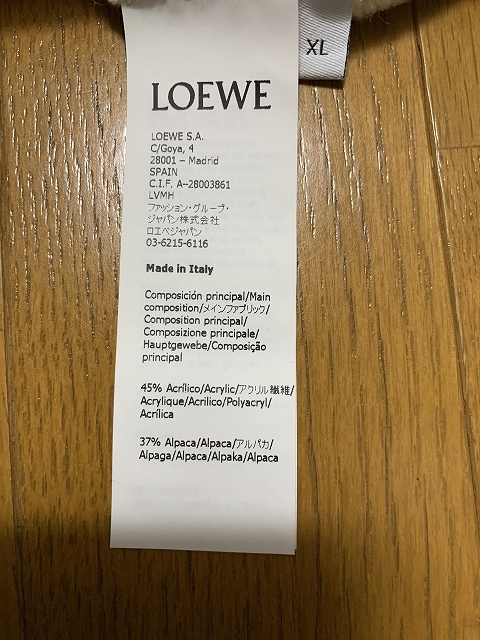 XL
LOEWE
LOEWE S.A.
C/Goya, 4
28001 – Madrid
SPAIN
C.I.F. A–28003861
LVMH
ファッション・グループ・
ジャパン株式会社
ロエベジャパン
03-6215-6116
Made in Italy
Composición principal/Main
composition/メインファブリック/
Composition principal/
Composizione principale/
Hauptgewebe/Composição
principal
45% Acrílico/Acrylic/アクリル繊維/
Acrylique/Acrilico/Polyacryl/
Acrílica
37% Alpaca/Alpaca/アルパカ/
Alpaga/Alpaca/Alpaka/Alpaca